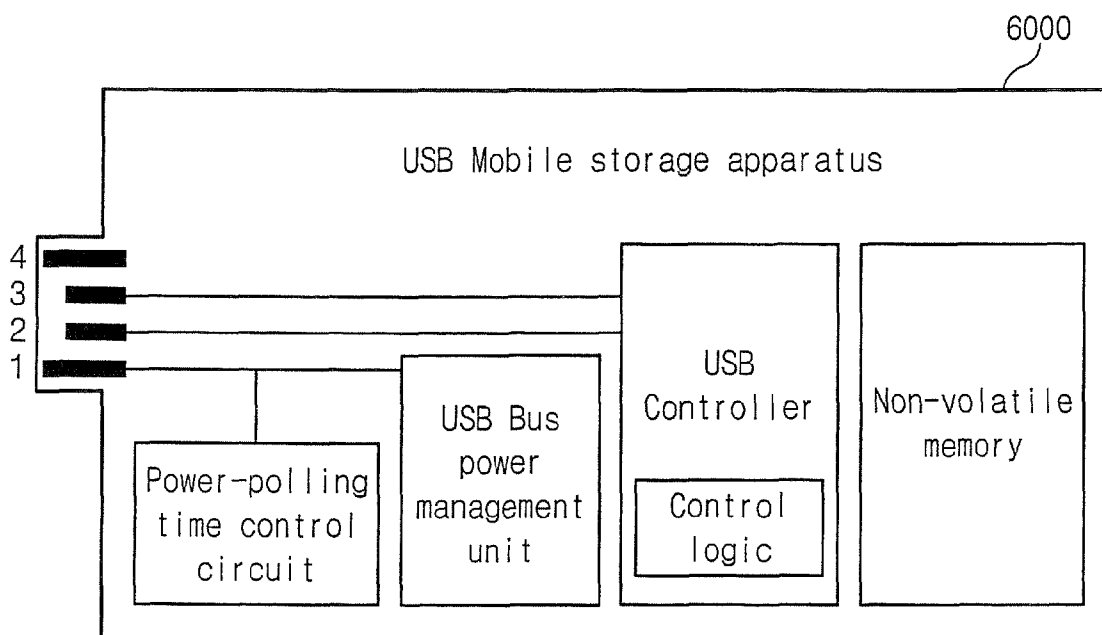 6000
USB Mobile storage apparatus
4
3
2
1
USB
Controller
Non-volatile
memory
USB Bus
power
management
unit
Power-polling
time control
circuit
Control
logic